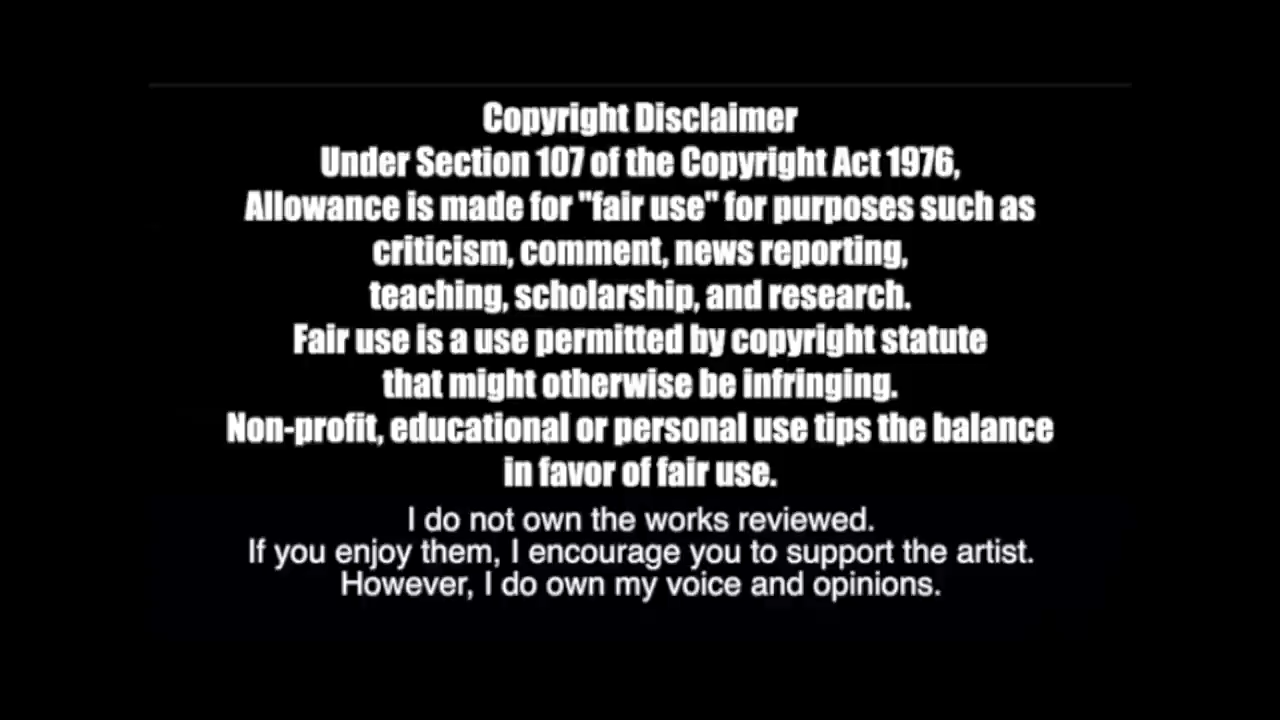 Copyright Disclaimer
Under Section 107 of the Copyright Act 1976,
Allowance is made for "fair use" for purposes such as
criticism, comment, news reporting,
teaching, scholarship, and research.
Fair use is a use permitted by copyright statute
that might otherwise be infringing.
Non-profit, educational or personal use tips the balance
in favor of fair use.
I do not own the works reviewed.
If you enjoy them, I encourage you to support the artist.
However, I do own my voice and opinions.